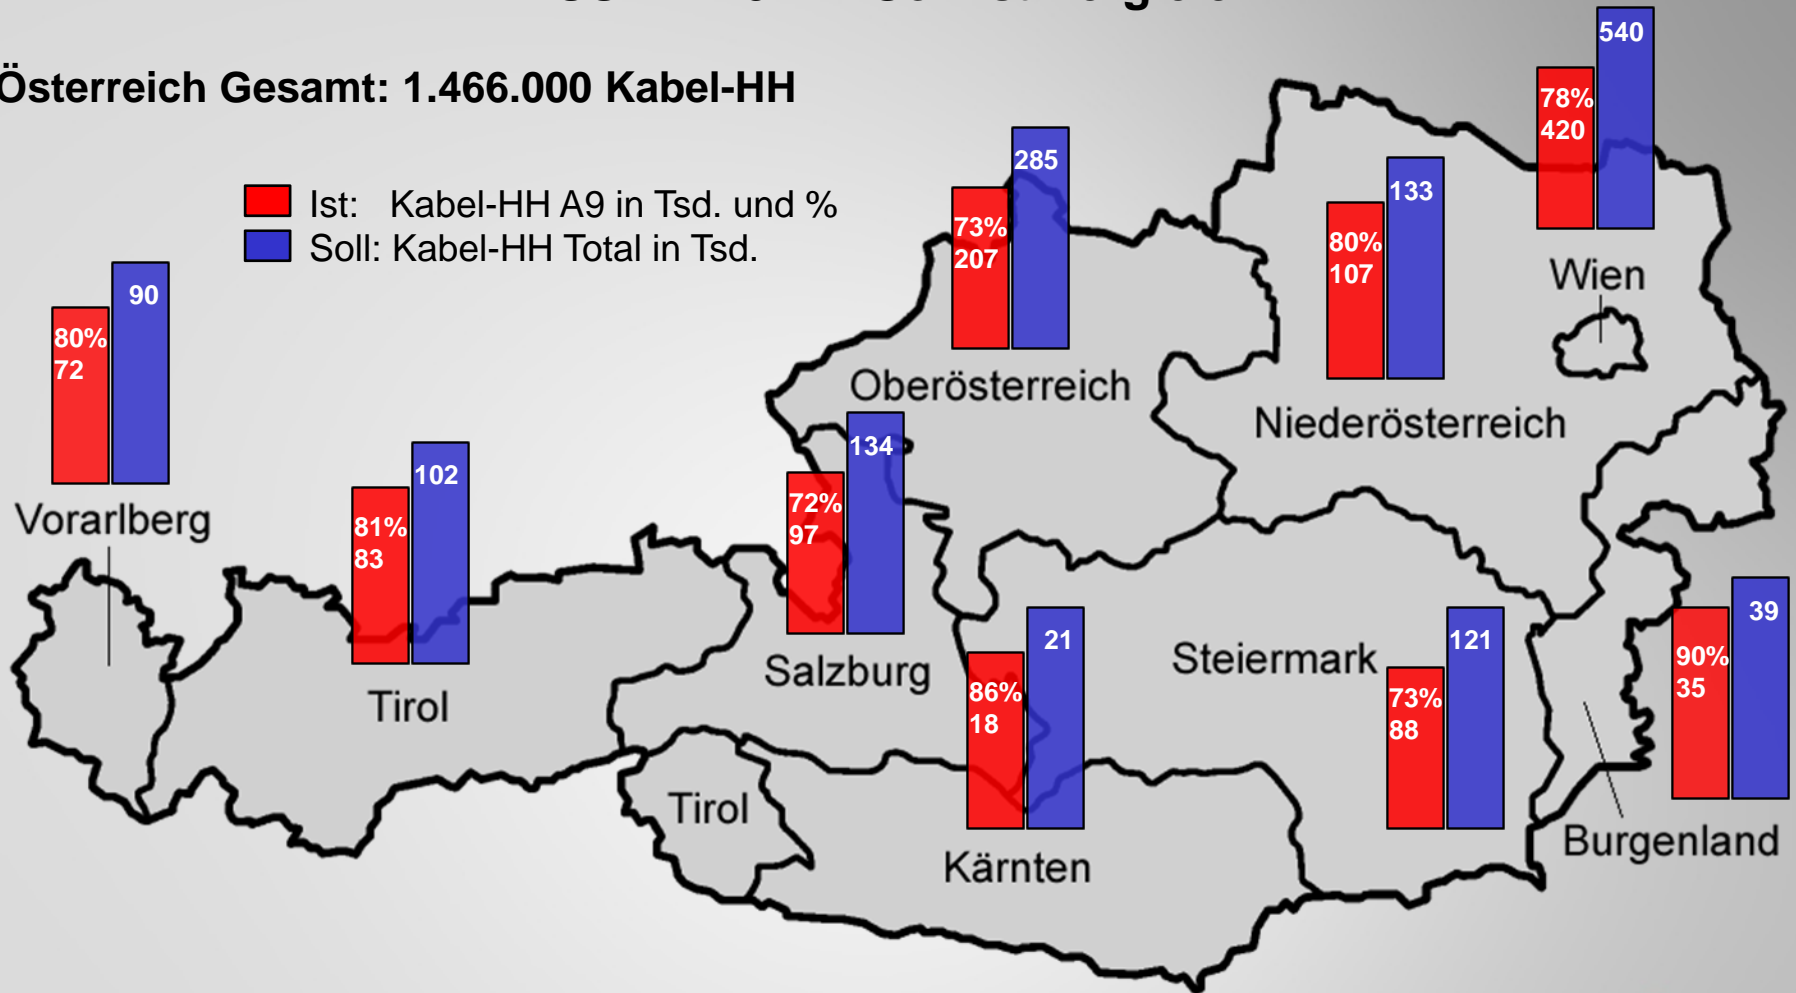 Österreich Gesamt: 1.466.000 Kabel-HH
Ist: Kabel-HH A9 in Tsd. und %
Soll: Kabel-HH Total in Tsd.
540
78%
420
Wien
285
73%
207
Oberösterreich
133
80%
107
Niederösterreich
90
80%
72
Vorarlberg
102
81%
83
Tirol
134
72%
97
Salzburg
21
86%
18
Kärnten
Tirol
Steiermark
121
73%
88
39
90%
35
Burgenland